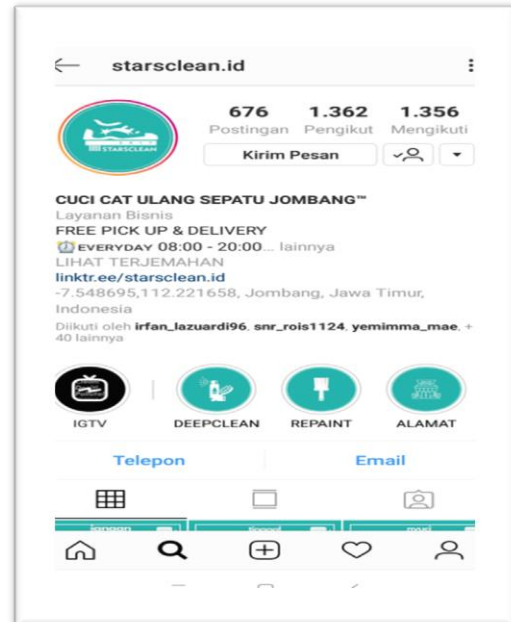 starsclean.id
STARSCLEAN
676 1.362 1.356
Postingan Pengikut Mengikuti
Kirim Pesan
CUCI CAT ULANG SEPATU JOMBANG™
Layanan Bisnis
FREE PICK UP & DELIVERY
⏰EVERYDAY 08:00 - 20:00... lainnya
LIHAT TERJEMAHAN
linktr.ee/starsclean.id
-7.548695,112.221658, Jombang, Jawa Timur,
Indonesia
Diikuti oleh irfan_lazuardi96, snr_rois1124, yemimma_mae, +
40 lainnya
IGTV DEEPCLEAN REPAINT ALAMAT
Telepon Email